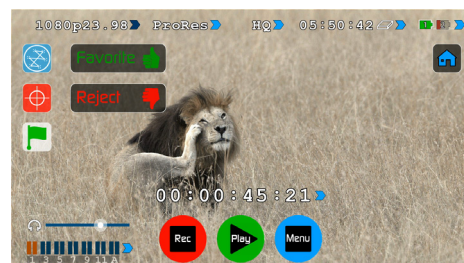 1080p23.98 ProRes HQ 05:50:42
Favorite
Reject
00:00:45:21
Rec Play Menu
1 3 5 7 9 11 A